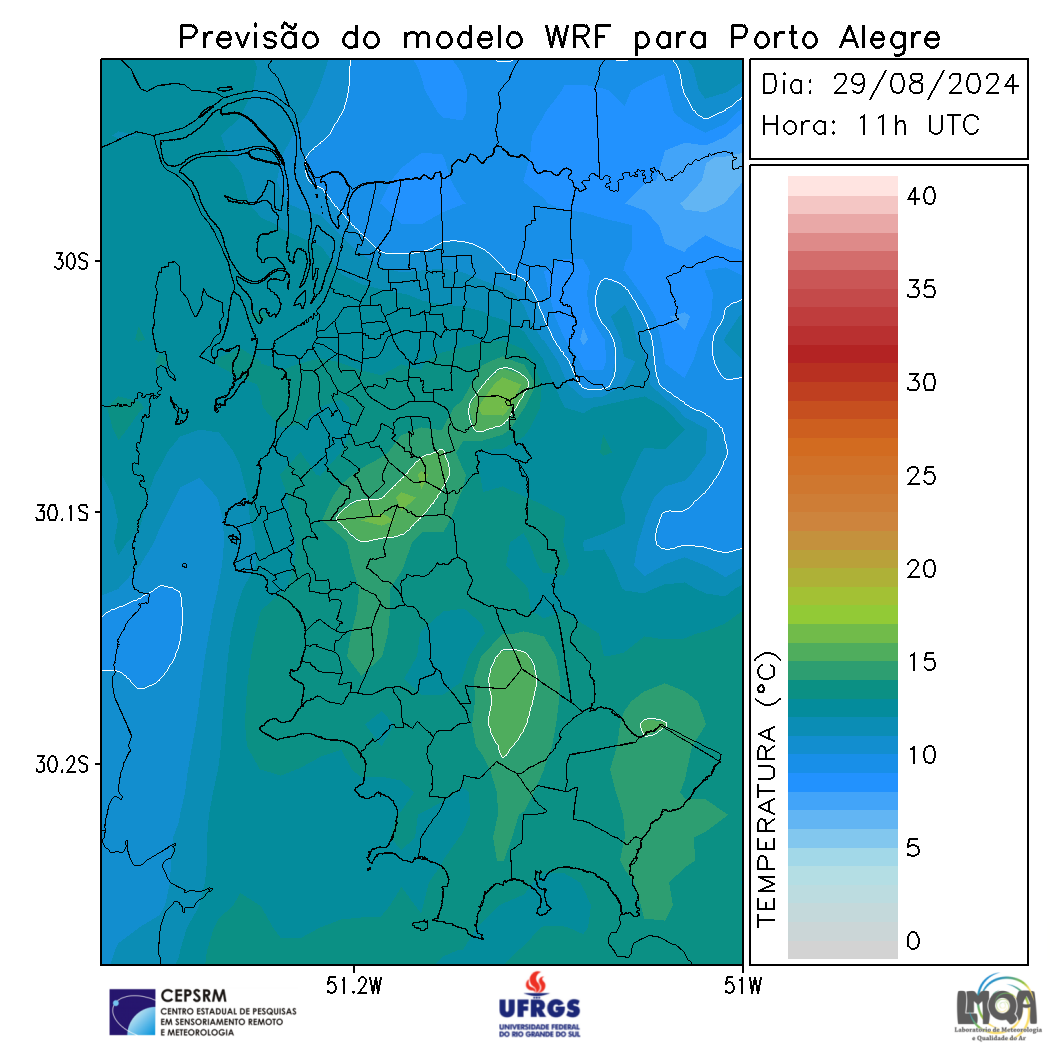 Previsão do modelo WRF para Porto Alegre
Dia: 29/08/2024
Hora: 11h UTC
30S
30.1S
30.2S
51.2W
51W
TEMPERATURA (°C)
40
35
30
25
20
15
10
5
0
CEPSRM
CENTRO ESTADUAL DE PESQUISAS
EM SENSORIAMENTO REMOTO
E METEOROLOGIA
UFRGS
UNIVERSIDADE FEDERAL
DO RIO GRANDE DO SUL
LMQA
Laboratório de Meteorologia
e Qualidade do Ar